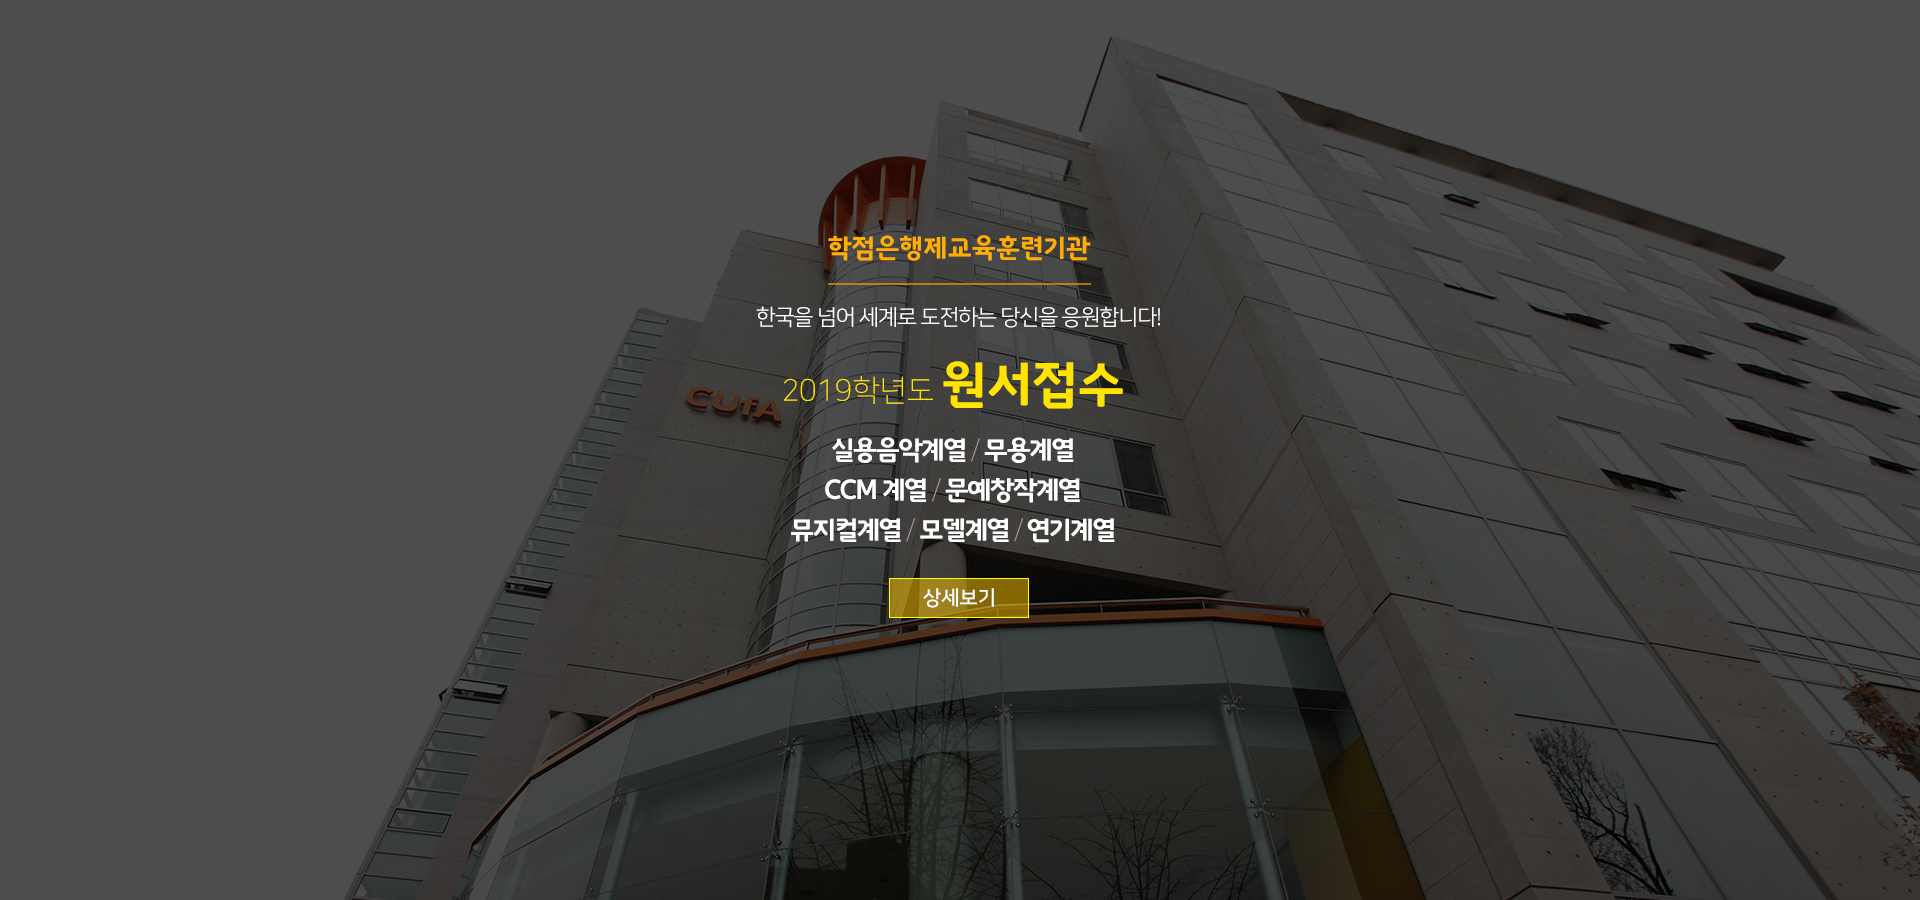 학점은행제교육훈련기관
한국을 넘어 세계로 도전하는 당신을 응원합니다!
2019학년도 원서접수
CUfA
실용음악계열 / 무용계열
CCM 계열 / 문예창작계열
뮤지컬계열 / 모델계열 / 연기계열
상세보기